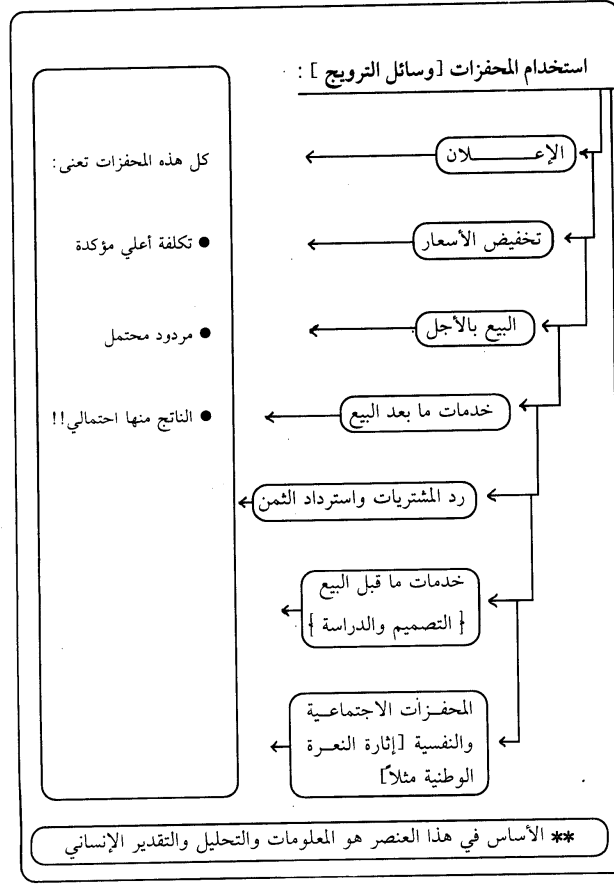 استخدام المحفزات [وسائل الترويج ] :
الإعـــــــــلان
تخفيض الأسعار
البيع بالأجل
خدمات ما بعد البيع
رد المشتريات واسترداد الثمن
خدمات ما قبل البيع
{ التصميم والدراسة }
المحفـزات الاجتماعـية
والنفسية [إثارة النعـرة
الوطنية مثلاً]
كل هذه المحفزات تعنى:
● تكلفة أعلي مؤكدة
● مردود محتمل
● الناتج منها احتمالي!!
** الأساس في هذا العنصر هو المعلومات والتحليل والتقدير الإنساني